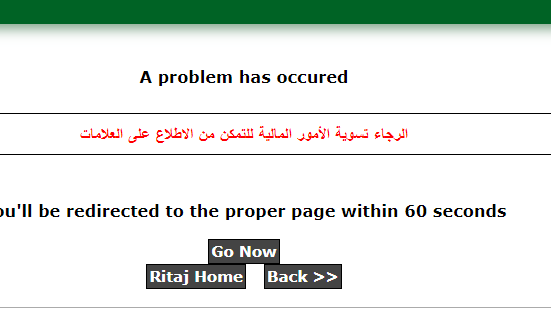 A problem has occured
الرجاء تسوية الأمور المالية للتمكن من الاطلاع على العلامات
ou'll be redirected to the proper page within 60 seconds
Go Now
Ritaj Home Back >>